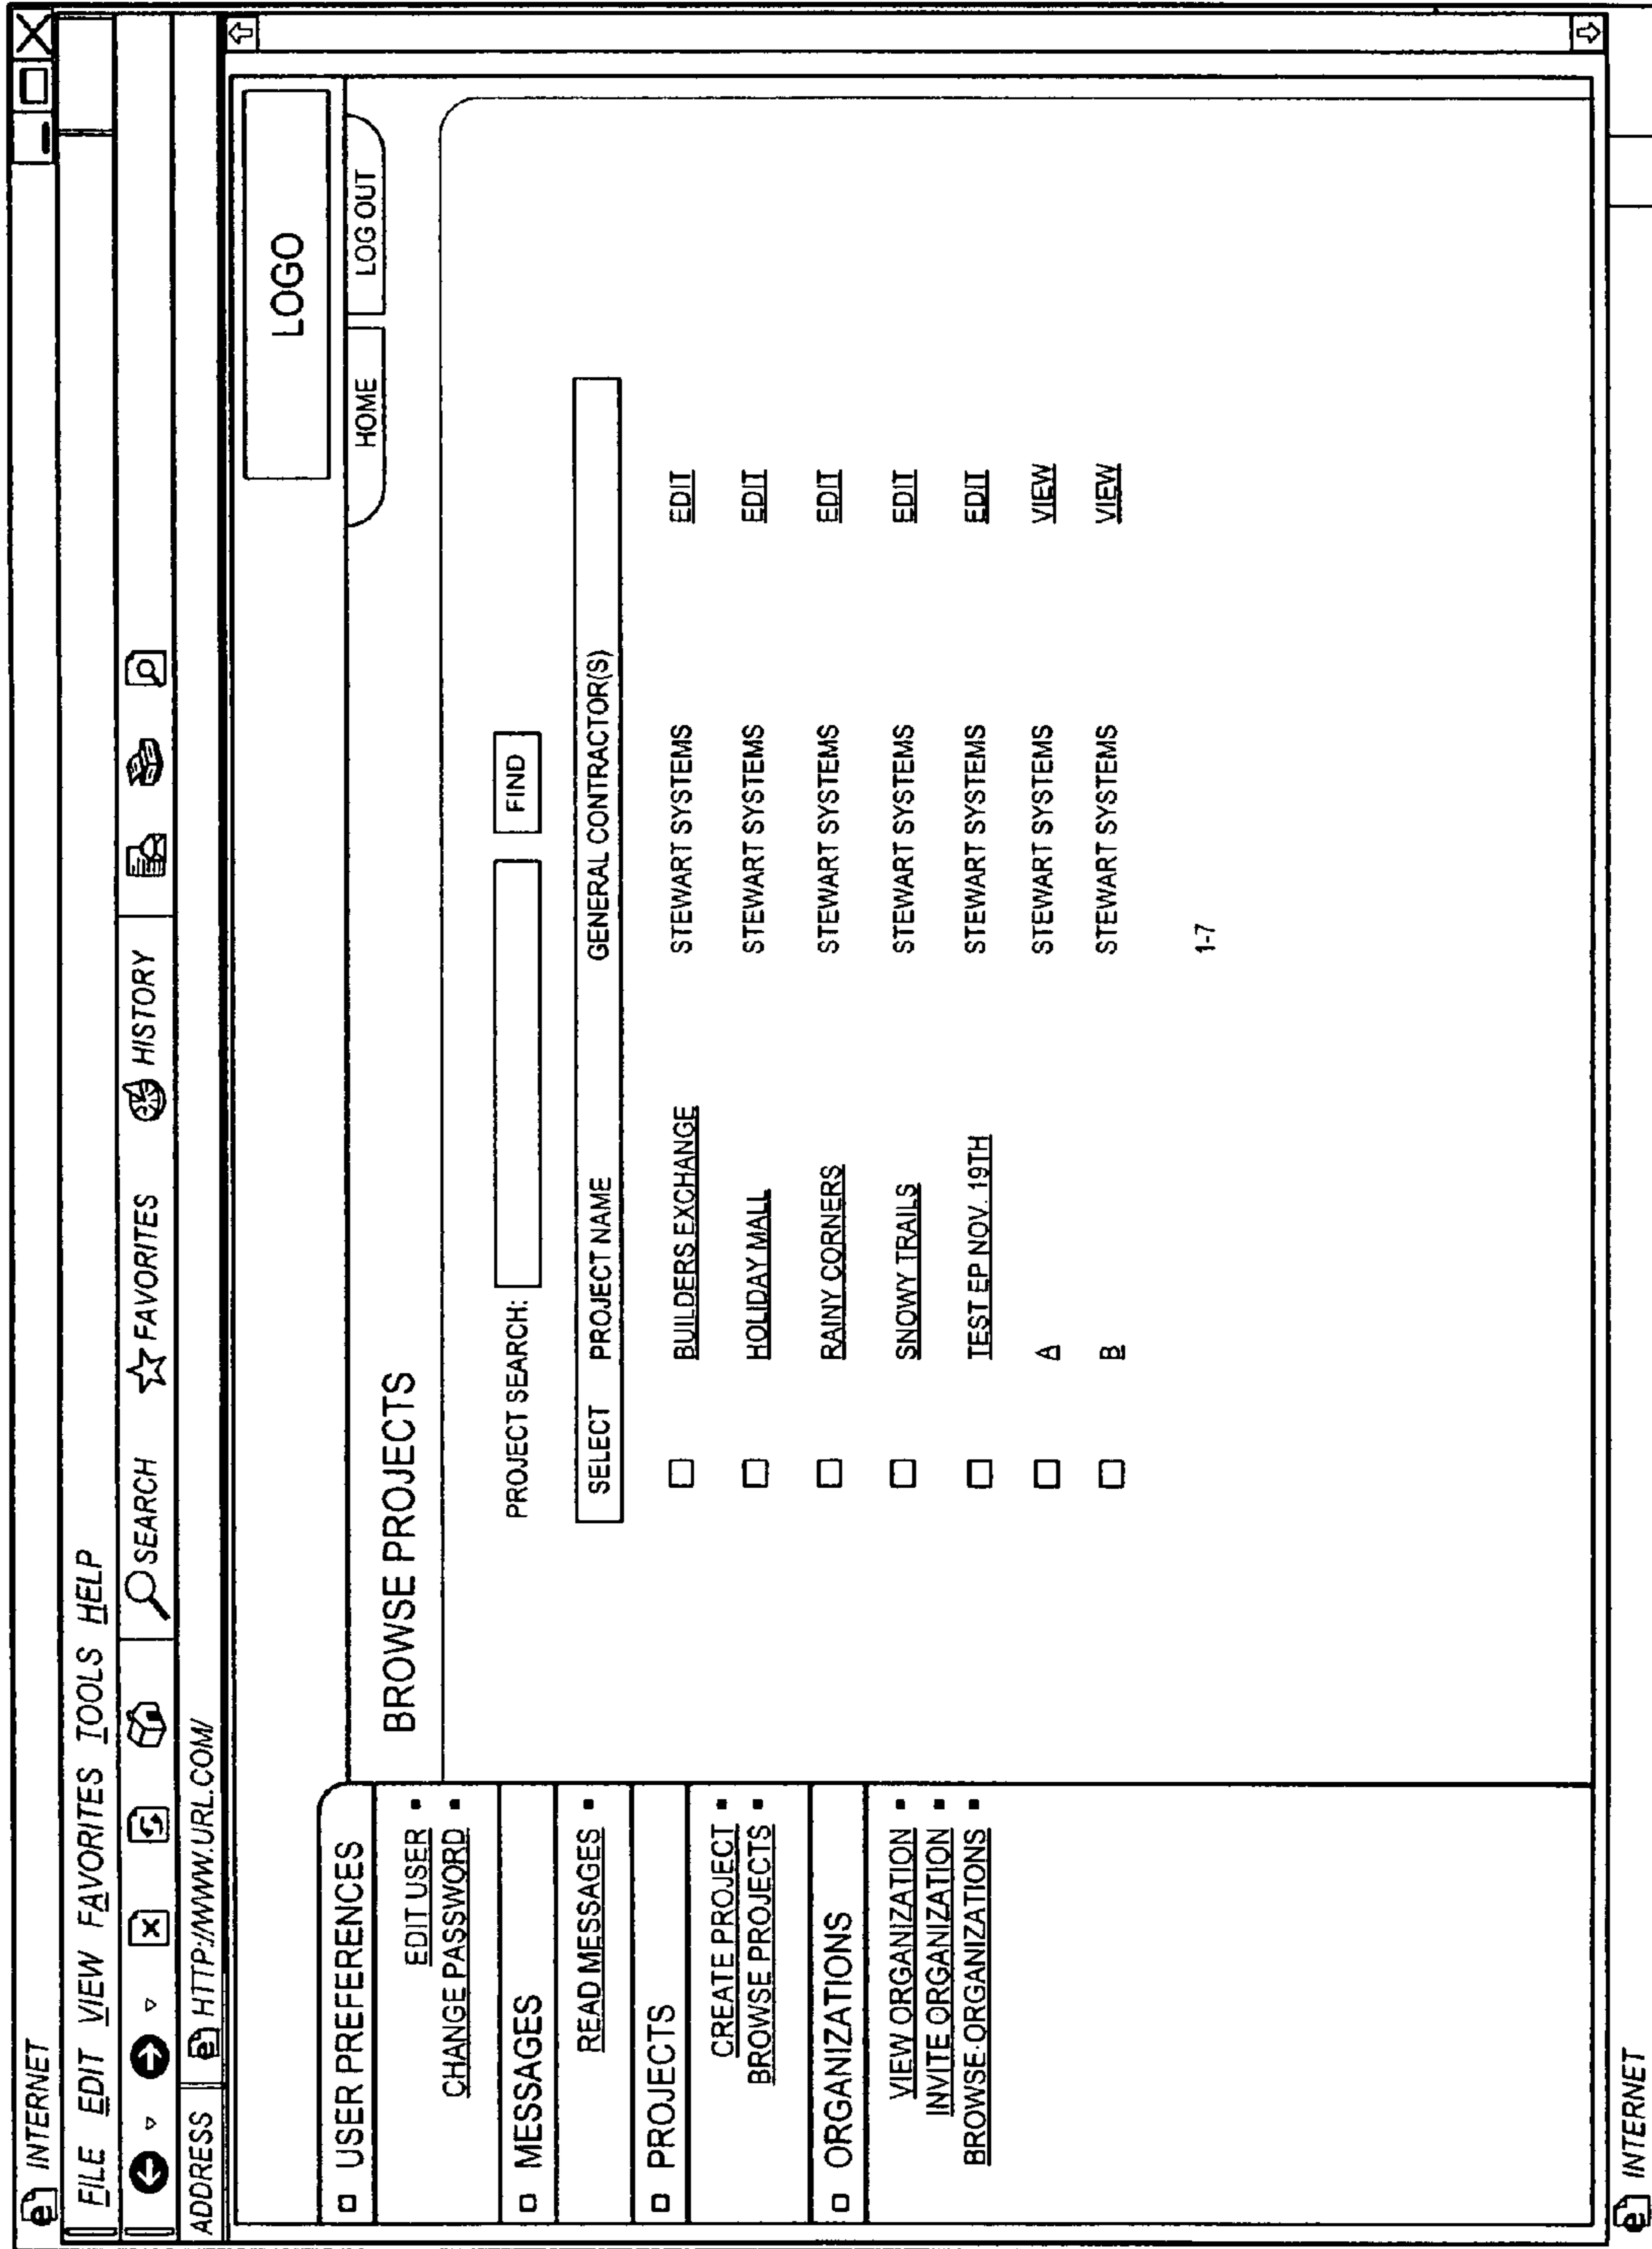 INTERNET
FILE EDIT VIEW FAVORITES TOOLS HELP
SEARCH FAVORITES HISTORY
ADDRESS HTTP://WWW.URL.COM/
LOGO
HOME LOG OUT
USER PREFERENCES
EDIT USER
CHANGE PASSWORD
MESSAGES
READ MESSAGES
PROJECTS
CREATE PROJECT
BROWSE PROJECTS
ORGANIZATIONS
VIEW ORGANIZATION
INVITE ORGANIZATION
BROWSE ORGANIZATIONS
BROWSE PROJECTS
PROJECT SEARCH: FIND
SELECT PROJECT NAME GENERAL CONTRACTOR(S)
BUILDERS EXCHANGE STEWART SYSTEMS EDIT
HOLIDAY MALL STEWART SYSTEMS EDIT
RAINY CORNERS STEWART SYSTEMS EDIT
SNOWY TRAILS STEWART SYSTEMS EDIT
TEST EP NOV. 19TH STEWART SYSTEMS EDIT
A STEWART SYSTEMS VIEW
B STEWART SYSTEMS VIEW
1-7
INTERNET